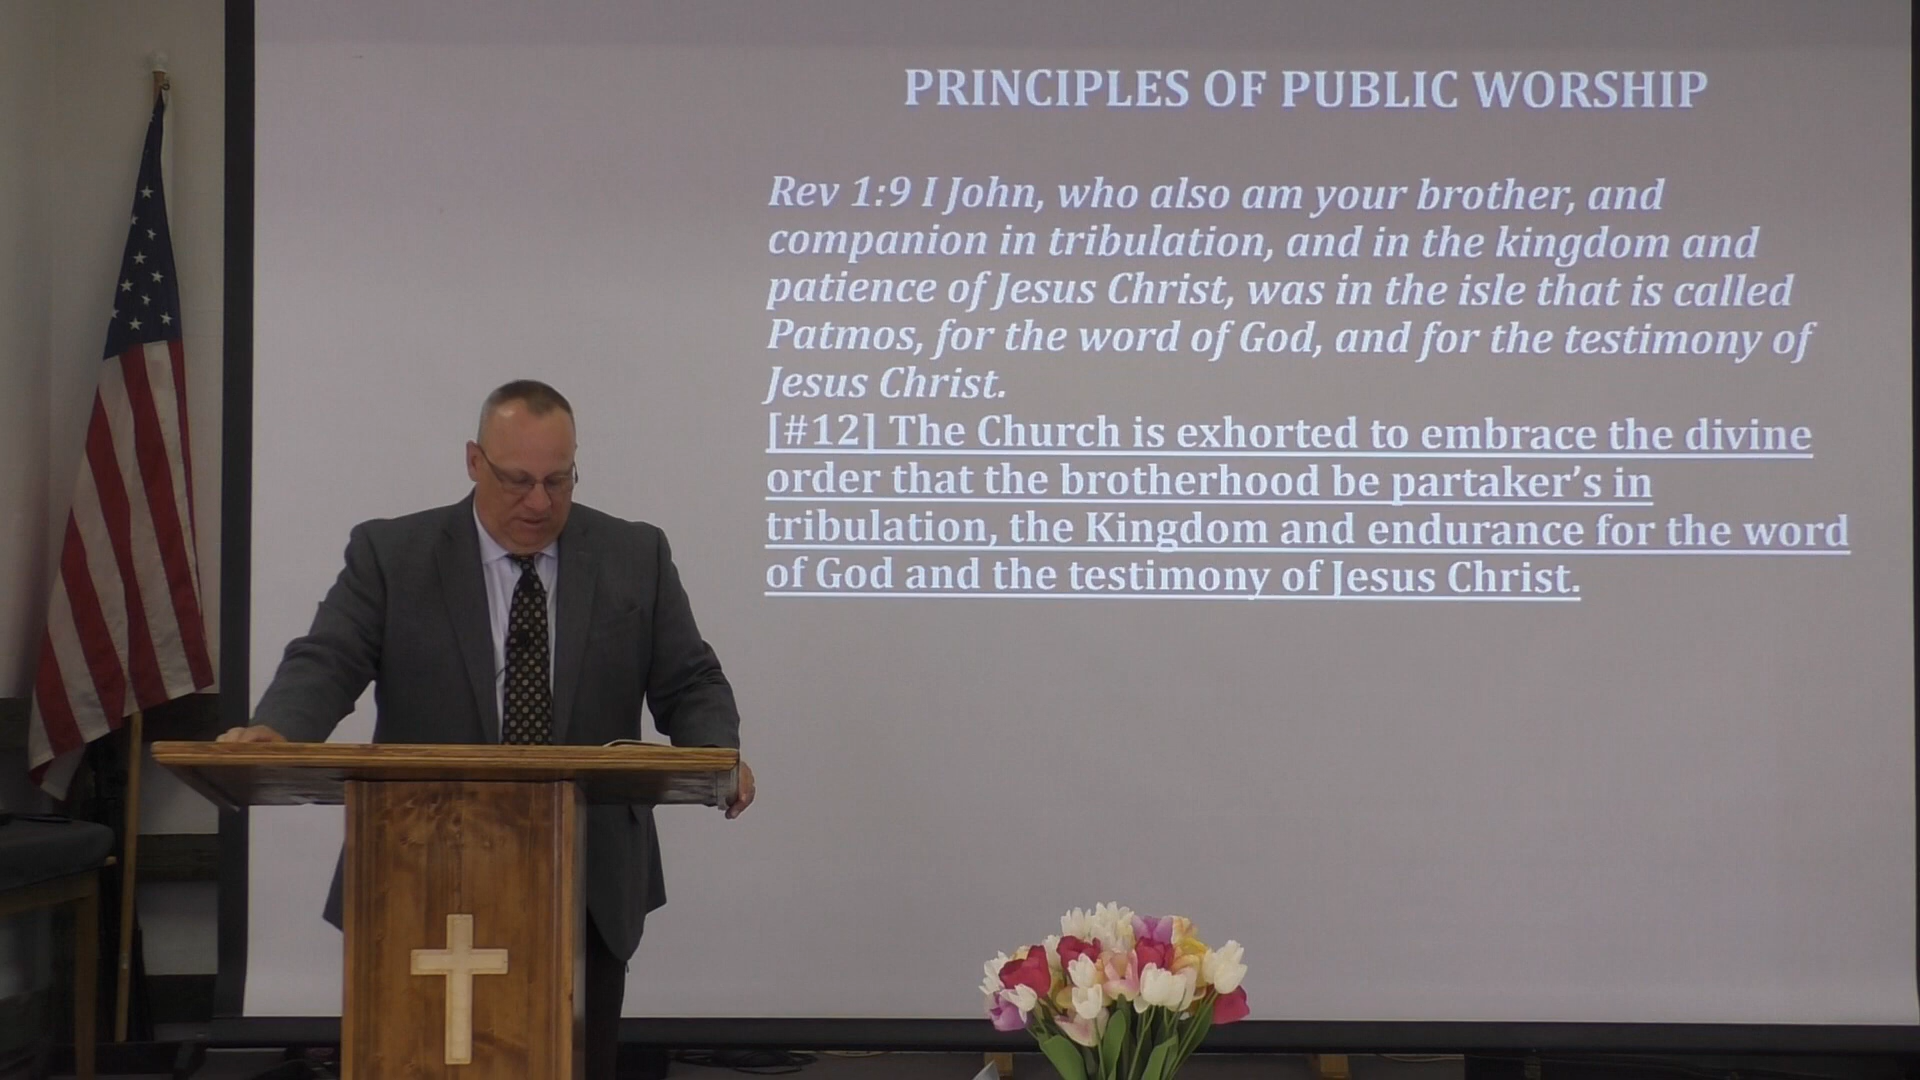 PRINCIPLES OF PUBLIC WORSHIP
Rev 1:9 I John, who also am your brother, and
companion in tribulation, and in the kingdom and
patience of Jesus Christ, was in the isle that is called
Patmos, for the word of God, and for the testimony of
Jesus Christ.
[#12] The Church is exhorted to embrace the divine
order that the brotherhood be partaker's in
tribulation, the Kingdom and endurance for the word
of God and the testimony of Jesus Christ.